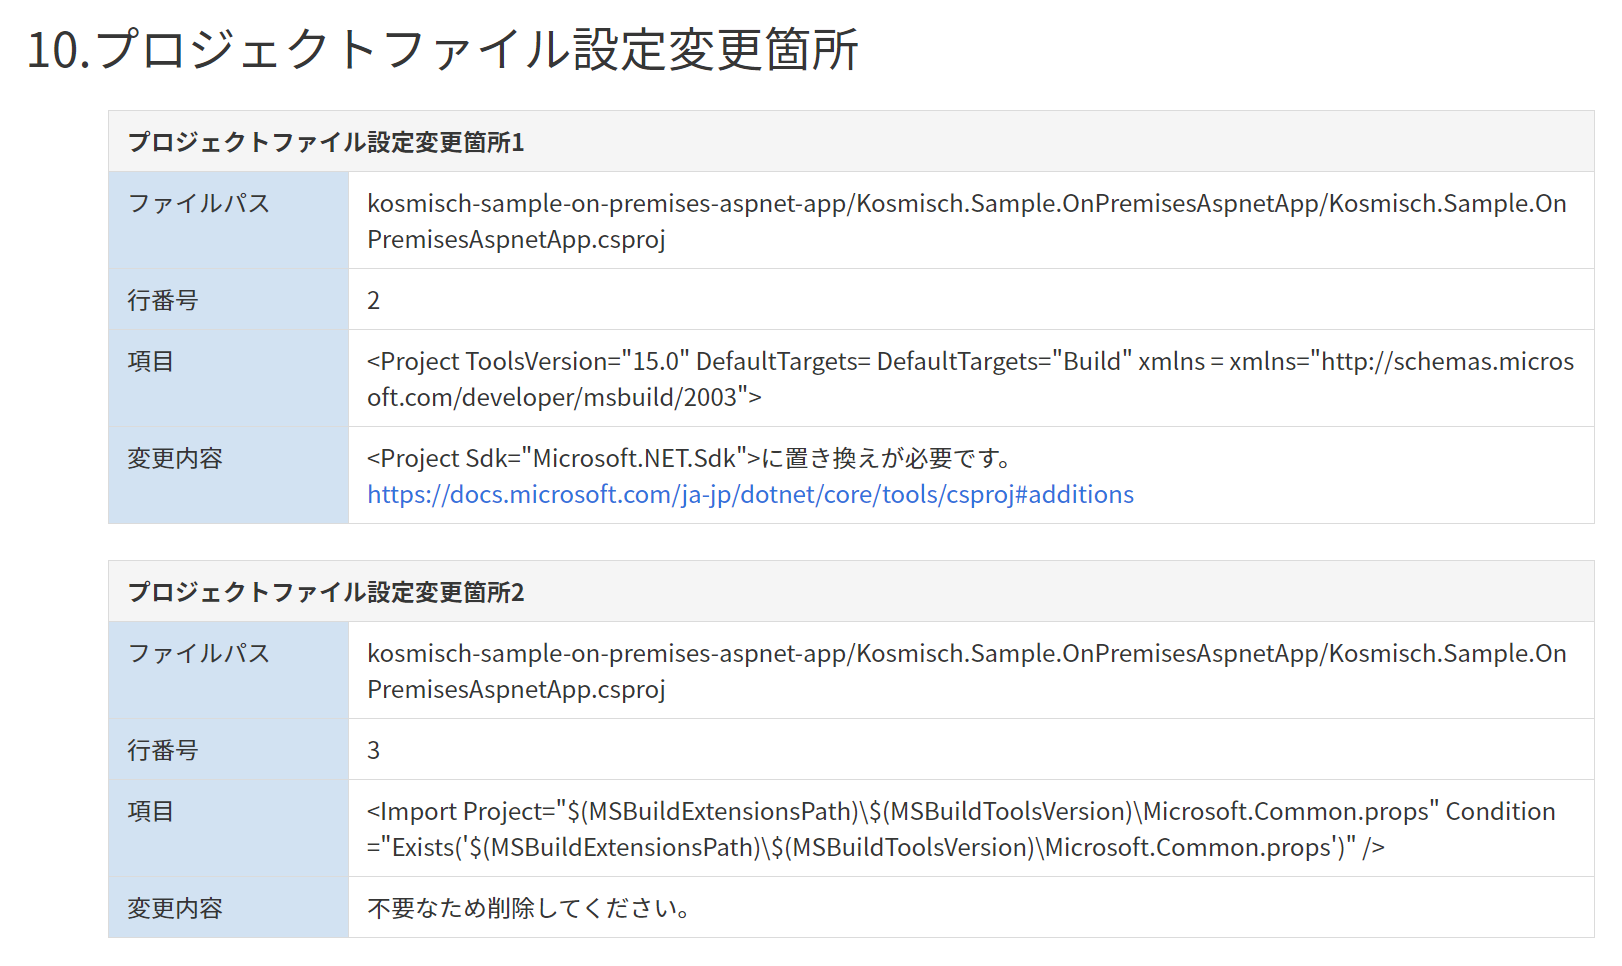 10.プロジェクトファイル設定変更箇所
プロジェクトファイル設定変更箇所1
ファイルパス
kosmisch-sample-on-premises-aspnet-app/Kosmisch.Sample.OnPremisesAspnetApp/Kosmisch.Sample.On
PremisesAspnetApp.csproj
行番号
2
項目
<Project ToolsVersion="15.0" DefaultTargets= DefaultTargets="Build" xmlns = xmlns="http://schemas.micros
oft.com/developer/msbuild/2003">
変更内容
<Project Sdk="Microsoft.NET.Sdk">に置き換えが必要です。
https://docs.microsoft.com/ja-jp/dotnet/core/tools/csproj#additions
プロジェクトファイル設定変更箇所2
ファイルパス
kosmisch-sample-on-premises-aspnet-app/Kosmisch.Sample.OnPremisesAspnetApp/Kosmisch.Sample.On
PremisesAspnetApp.csproj
行番号
3
項目
<Import Project="$(MSBuildExtensionsPath)\$(MSBuildToolsVersion)\Microsoft.Common.props" Condition
="Exists('$(MSBuildExtensionsPath)\$(MSBuildToolsVersion)\Microsoft.Common.props')" />
変更内容
不要なため削除してください。